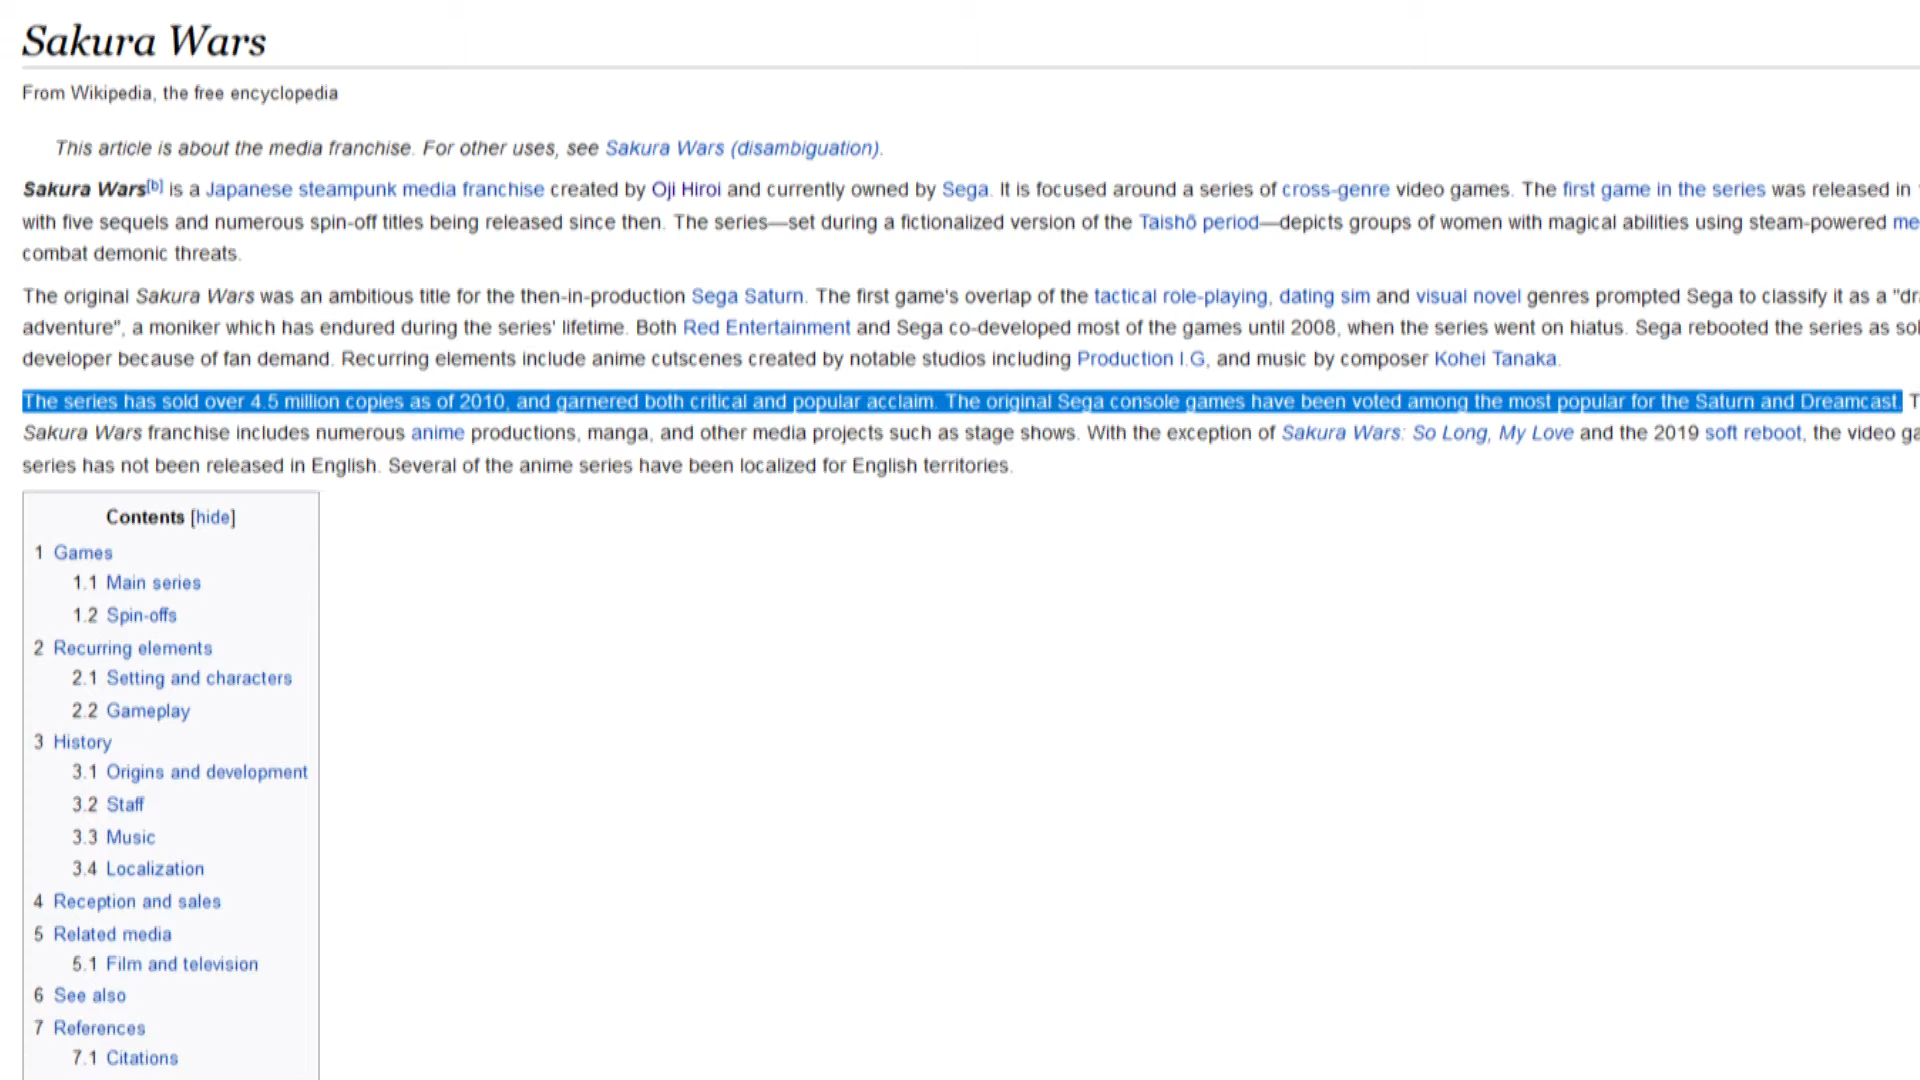 Sakura Wars
From Wikipedia, the free encyclopedia
This article is about the media franchise. For other uses, see Sakura Wars (disambiguation).
Sakura Wars[b] is a Japanese steampunk media franchise created by Oji Hiroi and currently owned by Sega. It is focused around a series of cross-genre video games. The first game in the series was released in
with five sequels and numerous spin-off titles being released since then. The series—set during a fictionalized version of the Taishō period—depicts groups of women with magical abilities using steam-powered me
combat demonic threats.
The original Sakura Wars was an ambitious title for the then-in-production Sega Saturn. The first game's overlap of the tactical role-playing, dating sim and visual novel genres prompted Sega to classify it as a "dr
adventure", a moniker which has endured during the series' lifetime. Both Red Entertainment and Sega co-developed most of the games until 2008, when the series went on hiatus. Sega rebooted the series as sol
developer because of fan demand. Recurring elements include anime cutscenes created by notable studios including Production I.G, and music by composer Kohei Tanaka.
The series has sold over 4.5 million copies as of 2010, and garnered both critical and popular acclaim. The original Sega console games have been voted among the most popular for the Saturn and Dreamcast. T
Sakura Wars franchise includes numerous anime productions, manga, and other media projects such as stage shows. With the exception of Sakura Wars: So Long, My Love and the 2019 soft reboot, the video ga
series has not been released in English. Several of the anime series have been localized for English territories.
Contents [hide]
1 Games
1.1 Main series
1.2 Spin-offs
2 Recurring elements
2.1 Setting and characters
2.2 Gameplay
3 History
3.1 Origins and development
3.2 Staff
3.3 Music
3.4 Localization
4 Reception and sales
5 Related media
5.1 Film and television
6 See also
7 References
7.1 Citations